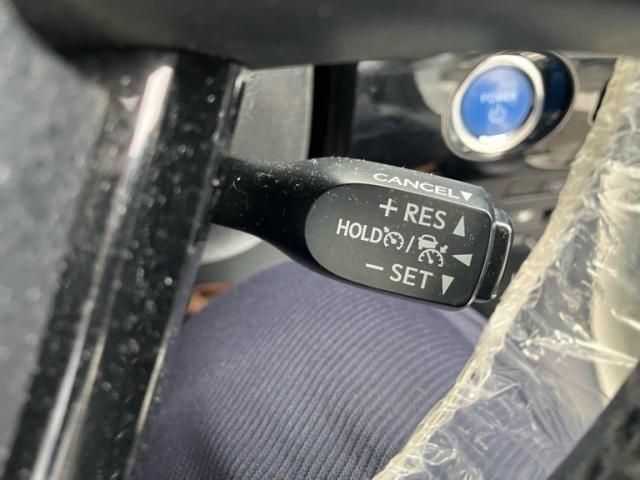 POWER
CANCEL▼
+ RES ▲
HOLD / ◀
− SET ▼